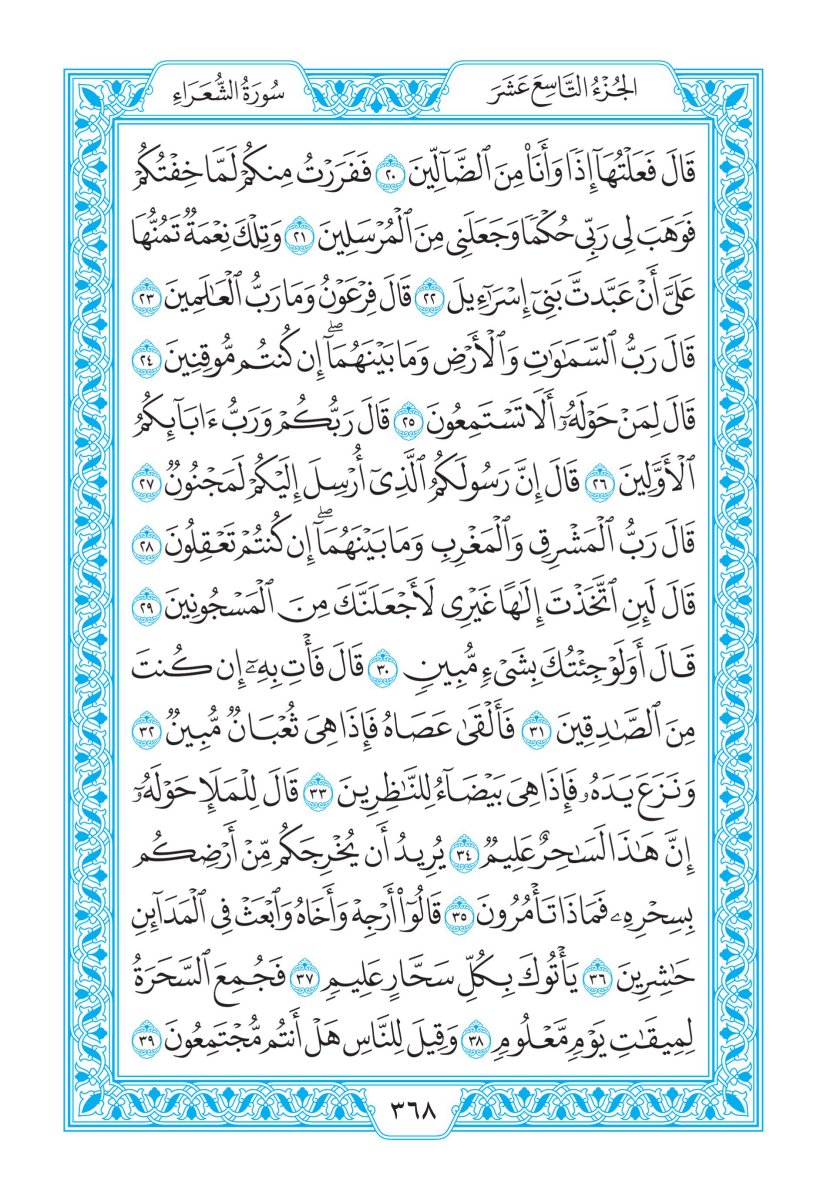 الجُزْءُ التَّاسِعَ عَشَرَ
سُورَةُ الشُّعَرَاءِ
قَالَ فَعَلْتُهَآ إِذًا وَأَنَا۠ مِنَ ٱلضَّآلِّينَ ٢٠ فَفَرَرْتُ مِنكُمْ لَمَّا خِفْتُكُمْ
فَوَهَبَ لِى رَبِّى حُكْمًا وَجَعَلَنِى مِنَ ٱلْمُرْسَلِينَ ٢١ وَتِلْكَ نِعْمَةٌ تَمُنُّهَا
عَلَىَّ أَنْ عَبَّدتَّ بَنِىٓ إِسْرَٰٓءِيلَ ٢٢ قَالَ فِرْعَوْنُ وَمَا رَبُّ ٱلْعَٰلَمِينَ ٢٣
قَالَ رَبُّ ٱلسَّمَٰوَٰتِ وَٱلْأَرْضِ وَمَا بَيْنَهُمَآ ۖ إِن كُنتُم مُّوقِنِينَ ٢٤
قَالَ لِمَنْ حَوْلَهُۥٓ أَلَا تَسْتَمِعُونَ ٢٥ قَالَ رَبُّكُمْ وَرَبُّ ءَابَآئِكُمُ
ٱلْأَوَّلِينَ ٢٦ قَالَ إِنَّ رَسُولَكُمُ ٱلَّذِىٓ أُرْسِلَ إِلَيْكُمْ لَمَجْنُونٌ ٢٧
قَالَ رَبُّ ٱلْمَشْرِقِ وَٱلْمَغْرِبِ وَمَا بَيْنَهُمَآ ۖ إِن كُنتُمْ تَعْقِلُونَ ٢٨
قَالَ لَئِنِ ٱتَّخَذْتَ إِلَٰهًا غَيْرِى لَأَجْعَلَنَّكَ مِنَ ٱلْمَسْجُونِينَ ٢٩
قَالَ أَوَلَوْ جِئْتُكَ بِشَىْءٍ مُّبِينٍ ٣٠ قَالَ فَأْتِ بِهِۦٓ إِن كُنتَ
مِنَ ٱلصَّٰدِقِينَ ٣١ فَأَلْقَىٰ عَصَاهُ فَإِذَا هِىَ ثُعْبَانٌ مُّبِينٌ ٣٢
وَنَزَعَ يَدَهُۥ فَإِذَا هِىَ بَيْضَآءُ لِلنَّٰظِرِينَ ٣٣ قَالَ لِلْمَلَإِ حَوْلَهُۥٓ
إِنَّ هَٰذَا لَسَٰحِرٌ عَلِيمٌ ٣٤ يُرِيدُ أَن يُخْرِجَكُم مِّنْ أَرْضِكُم
بِسِحْرِهِۦ فَمَاذَا تَأْمُرُونَ ٣٥ قَالُوٓا۟ أَرْجِهْ وَأَخَاهُ وَٱبْعَثْ فِى ٱلْمَدَآئِنِ
حَٰشِرِينَ ٣٦ يَأْتُوكَ بِكُلِّ سَحَّارٍ عَلِيمٍ ٣٧ فَجُمِعَ ٱلسَّحَرَةُ
لِمِيقَٰتِ يَوْمٍ مَّعْلُومٍ ٣٨ وَقِيلَ لِلنَّاسِ هَلْ أَنتُم مُّجْتَمِعُونَ ٣٩
٣٦٨